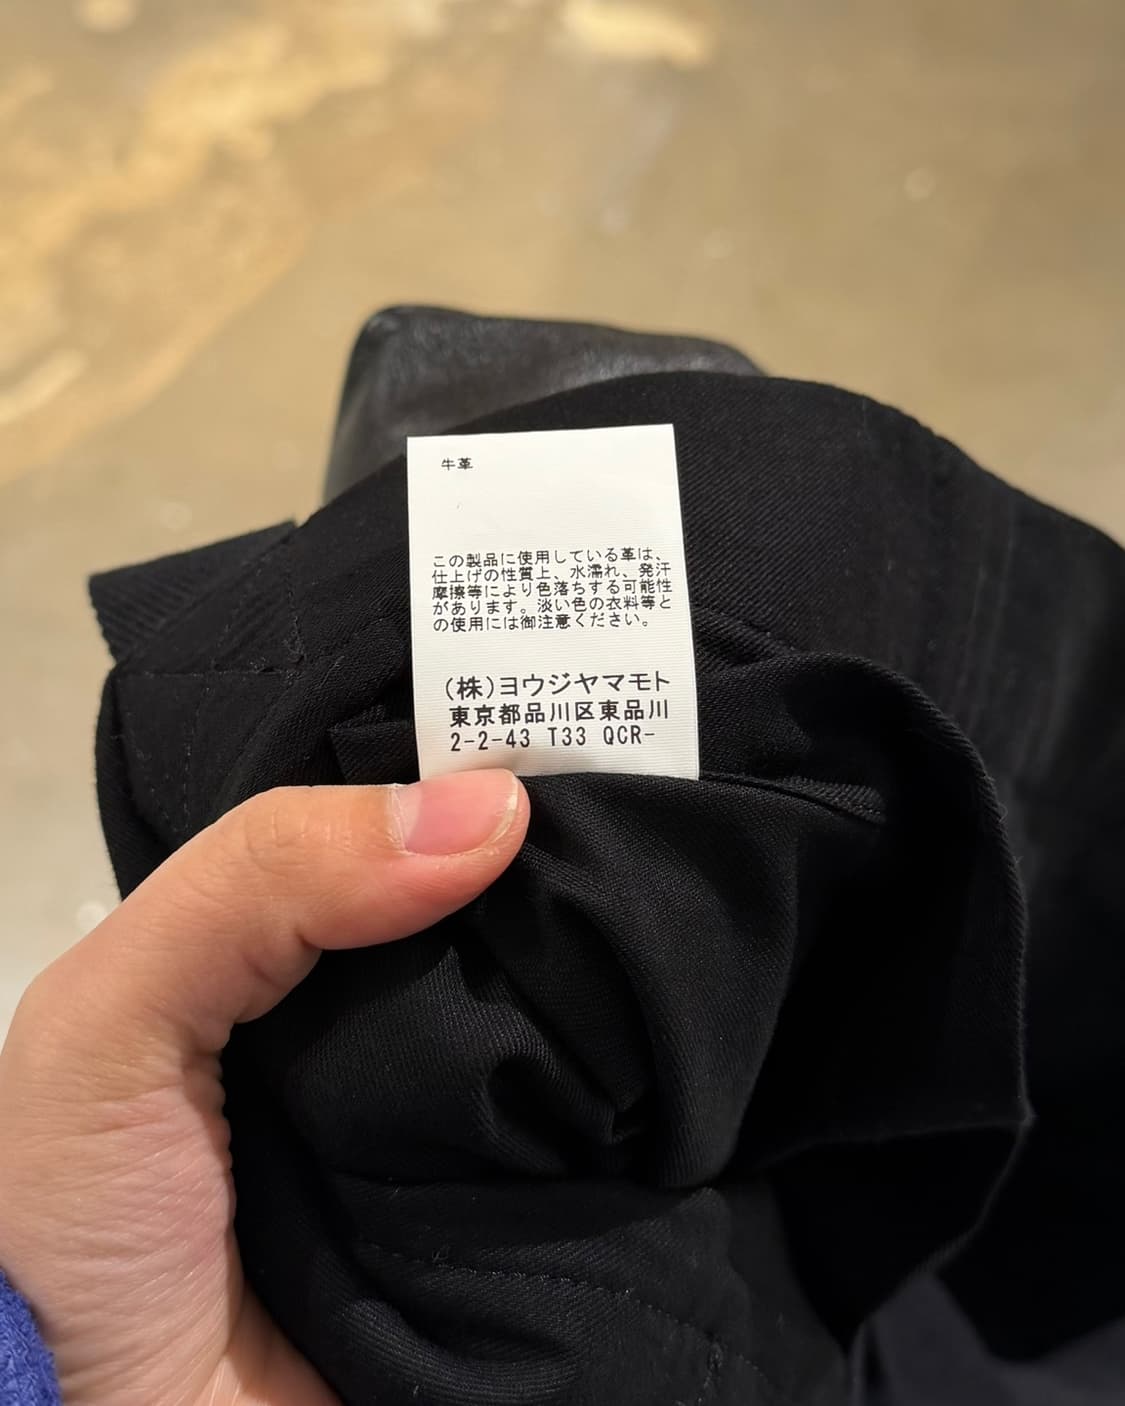 牛革
この製品に使用している革は、
仕上げの性質上、水濡れ、発汗
摩擦等により色落ちする可能性
があります。淡い色の衣料等と
の使用には御注意ください。
(株)ヨウジヤマモト
東京都品川区東品川
2-2-43 T33 QCR-